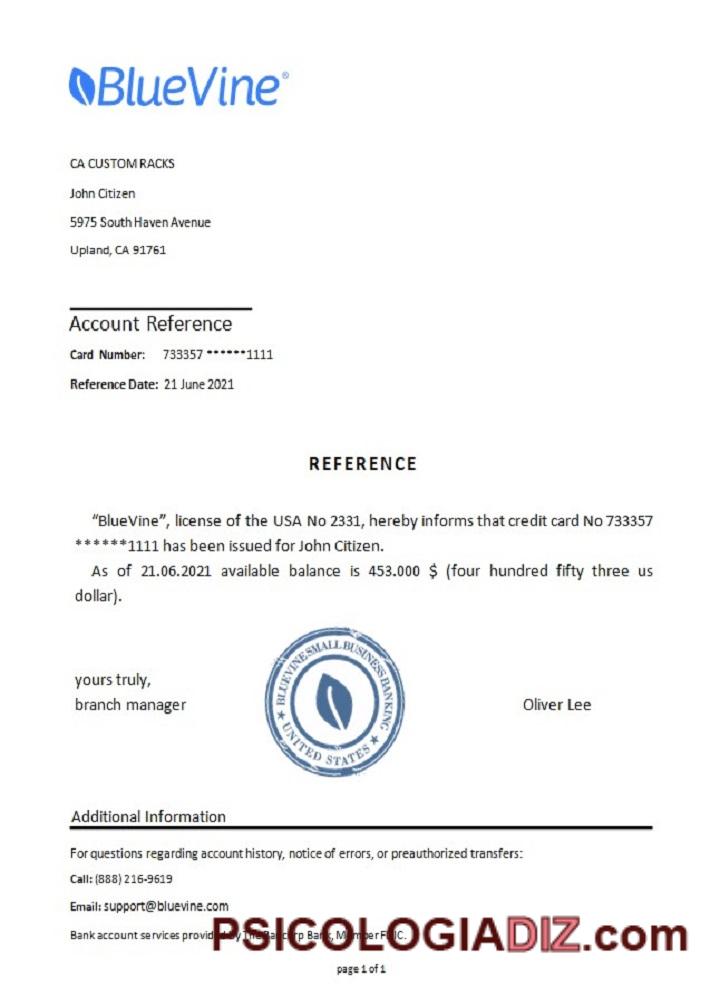 BlueVine®
CA CUSTOM RACKS
John Citizen
5975 South Haven Avenue
Upland, CA 91761
Account Reference
Card Number: 733357 ******1111
Reference Date: 21 June 2021
REFERENCE
“BlueVine”, license of the USA No 2331, hereby informs that credit card No 733357
******1111 has been issued for John Citizen.
As of 21.06.2021 available balance is 453.000 $ (four hundred fifty three us
dollar).
yours truly,
branch manager
BLUEVINE SMALL BUSINESS BANKING
★ UNITED STATES ★
Oliver Lee
Additional Information
For questions regarding account history, notice of errors, or preauthorized transfers:
Call: (888) 216-9619
Email: support@bluevine.com
Bank account services provided by The Bancorp Bank, Member FDIC.
PSICOLOGIADIZ.com
page 1 of 1